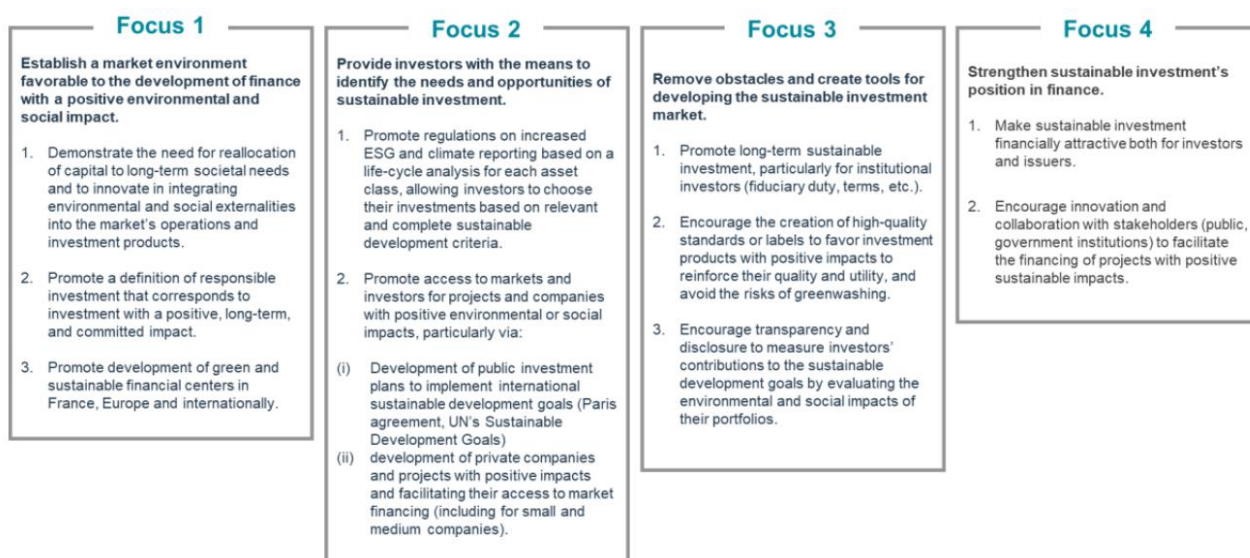 Focus 1
Establish a market environment
favorable to the development of finance
with a positive environmental and
social impact.
1. Demonstrate the need for reallocation
of capital to long-term societal needs
and to innovate in integrating
environmental and social externalities
into the market's operations and
investment products.
2. Promote a definition of responsible
investment that corresponds to
investment with a positive, long-term,
and committed impact.
3. Promote development of green and
sustainable financial centers in
France, Europe and internationally.
Focus 2
Provide investors with the means to
identify the needs and opportunities of
sustainable investment.
1. Promote regulations on increased
ESG and climate reporting based on a
life-cycle analysis for each asset
class, allowing investors to choose
their investments based on relevant
and complete sustainable
development criteria.
2. Promote access to markets and
investors for projects and companies
with positive environmental or social
impacts, particularly via:
(i) Development of public investment
plans to implement international
sustainable development goals (Paris
agreement, UN's Sustainable
Development Goals)
(ii) development of private companies
and projects with positive impacts
and facilitating their access to market
financing (including for small and
medium companies).
Focus 3
Remove obstacles and create tools for
developing the sustainable investment
market.
1. Promote long-term sustainable
investment, particularly for institutional
investors (fiduciary duty, terms, etc.).
2. Encourage the creation of high-quality
standards or labels to favor investment
products with positive impacts to
reinforce their quality and utility, and
avoid the risks of greenwashing.
3. Encourage transparency and
disclosure to measure investors'
contributions to the sustainable
development goals by evaluating the
environmental and social impacts of
their portfolios.
Focus 4
Strengthen sustainable investment's
position in finance.
1. Make sustainable investment
financially attractive both for investors
and issuers.
2. Encourage innovation and
collaboration with stakeholders (public,
government institutions) to facilitate
the financing of projects with positive
sustainable impacts.